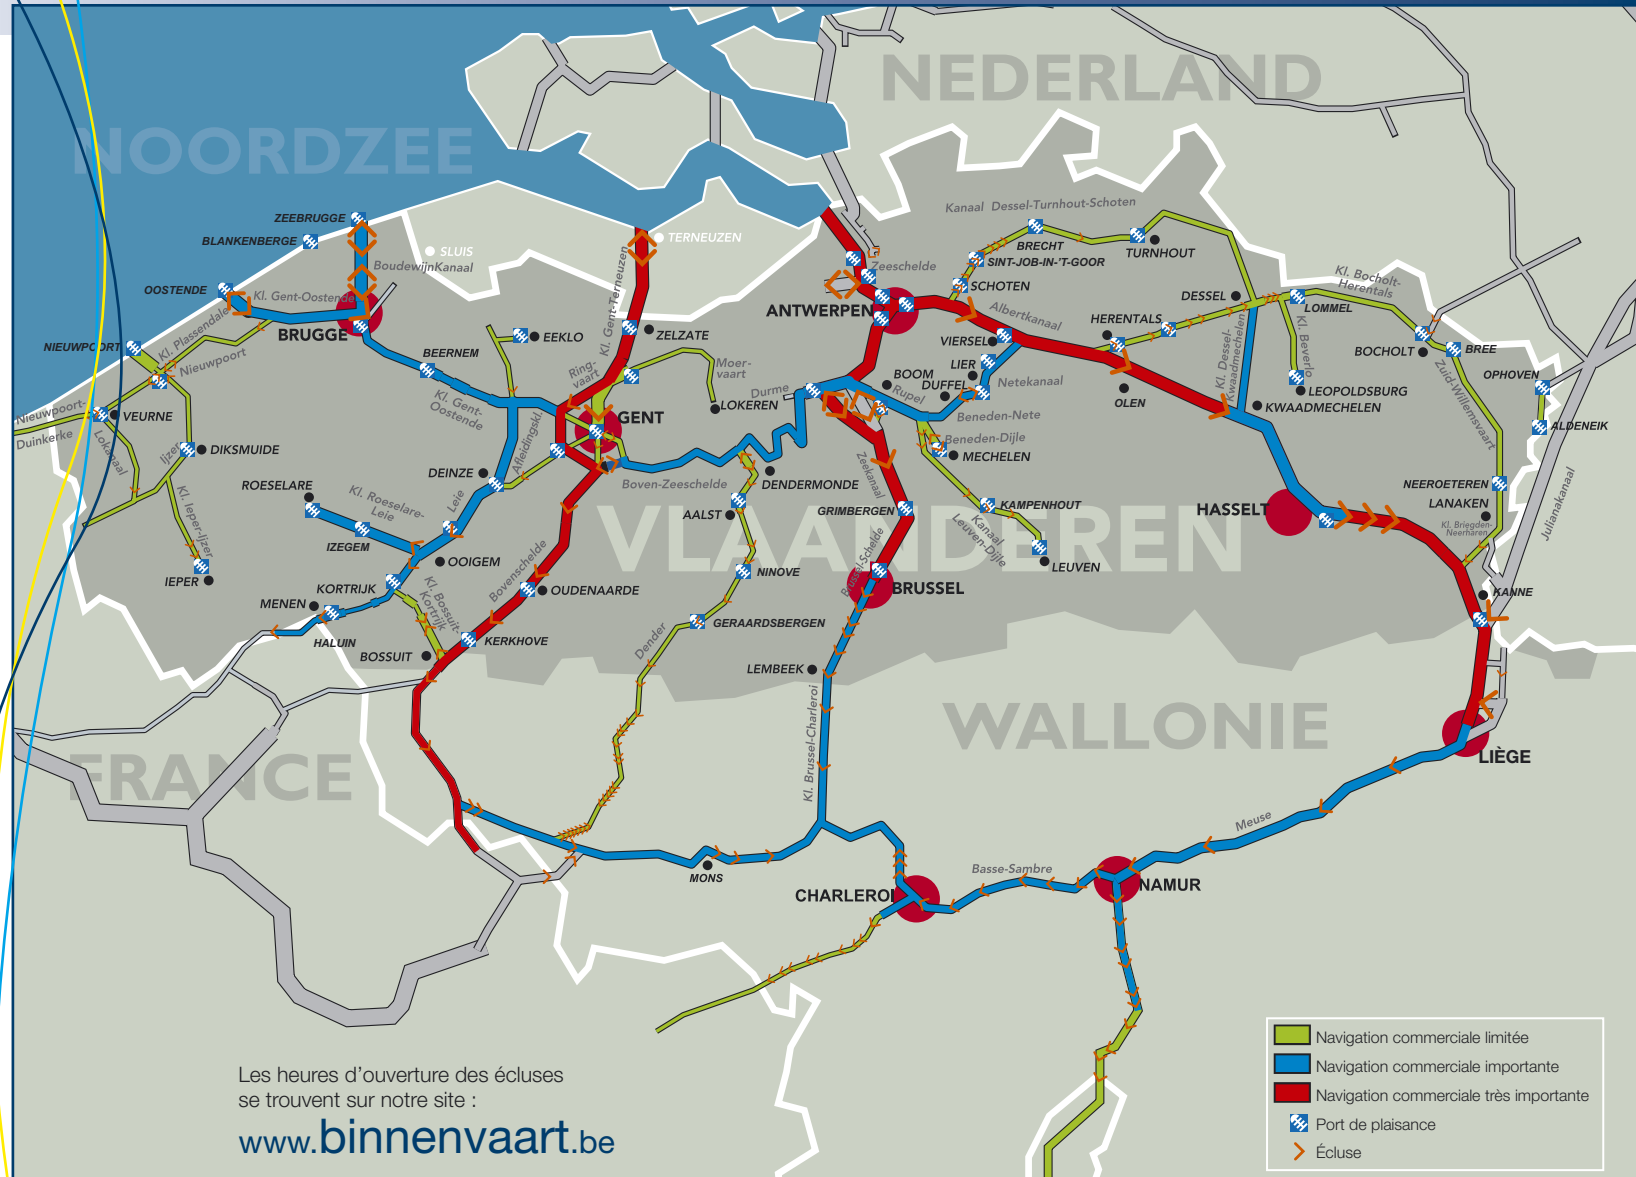 NEDERLAND
NOORDZEE
ZEEBRUGGE
BLANKENBERGE
SLUIS
TERNEUZEN
BoudewijnKanaal
OOSTENDE
Kl. Gent-Oostende
BRUGGE
Kl. Plassendale
Nieuwpoort
NIEUWPOORT
BEERNEM
Kl. Gent-
Oostende
EEKLO
ZELZATE
Kl. Gent-Terneuzen
Ring-
vaart
Moer-
vaart
LOKEREN
Durme
GENT
Nieuwpoort-
Duinkerke
VEURNE
Lokanaal
Ijzer
DIKSMUIDE
Kl. Ieper-Ijzer
IEPER
ROESELARE
Kl. Roeselare-
Leie
IZEGEM
DEINZE
Afleidingskl.
Leie
OOIGEM
KORTRIJK
MENEN
HALUIN
Kl. Bossuit-
Kortrijk
BOSSUIT
KERKHOVE
OUDENAARDE
Bovenschelde
Boven-Zeeschelde
DENDERMONDE
AALST
NINOVE
GERAARDSBERGEN
Dender
Kanaal Dessel-Turnhout-Schoten
BRECHT
TURNHOUT
SINT-JOB-IN-'T-GOOR
SCHOTEN
Zeeschelde
ANTWERPEN
Albertkanaal
VIERSEL
HERENTALS
DESSEL
LOMMEL
Kl. Bocholt-
Herentals
BOCHOLT
BREE
OPHOVEN
ALDENEIK
Kl. Beverlo
LEOPOLDSBURG
Kl. Dessel-
Kwaadmechelen
KWAADMECHELEN
OLEN
LIER
BOOM
DUFFEL
Rupel
Netekanaal
Beneden-Nete
Beneden-Dijle
MECHELEN
Zeekanaal
Brussel-Schelde
GRIMBERGEN
KAMPENHOUT
Kanaal
Leuven-Dijle
LEUVEN
VLAANDEREN
HASSELT
Zuid-Willemsvaart
NEEROETEREN
LANAKEN
Kl. Briegden-
Neerharen
Julianakanaal
KANNE
BRUSSEL
LEMBEEK
Kl. Brussel-Charleroi
WALLONIE
LIÈGE
FRANCE
MONS
CHARLEROI
Basse-Sambre
NAMUR
Meuse
Les heures d'ouverture des écluses
se trouvent sur notre site :
www.binnenvaart.be
Navigation commerciale limitée
Navigation commerciale importante
Navigation commerciale très importante
Port de plaisance
Écluse